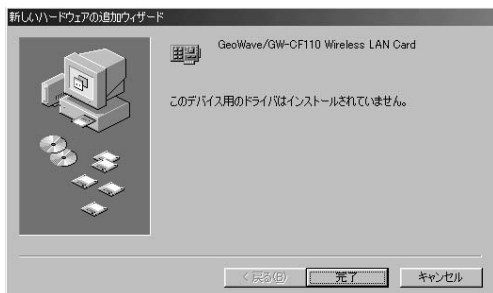 新しいハードウェアの追加ウィザード
GeoWave/GW-CF110 Wireless LAN Card
このデバイス用のドライバはインストールされていません。
< 戻る(B)
完了
キャンセル